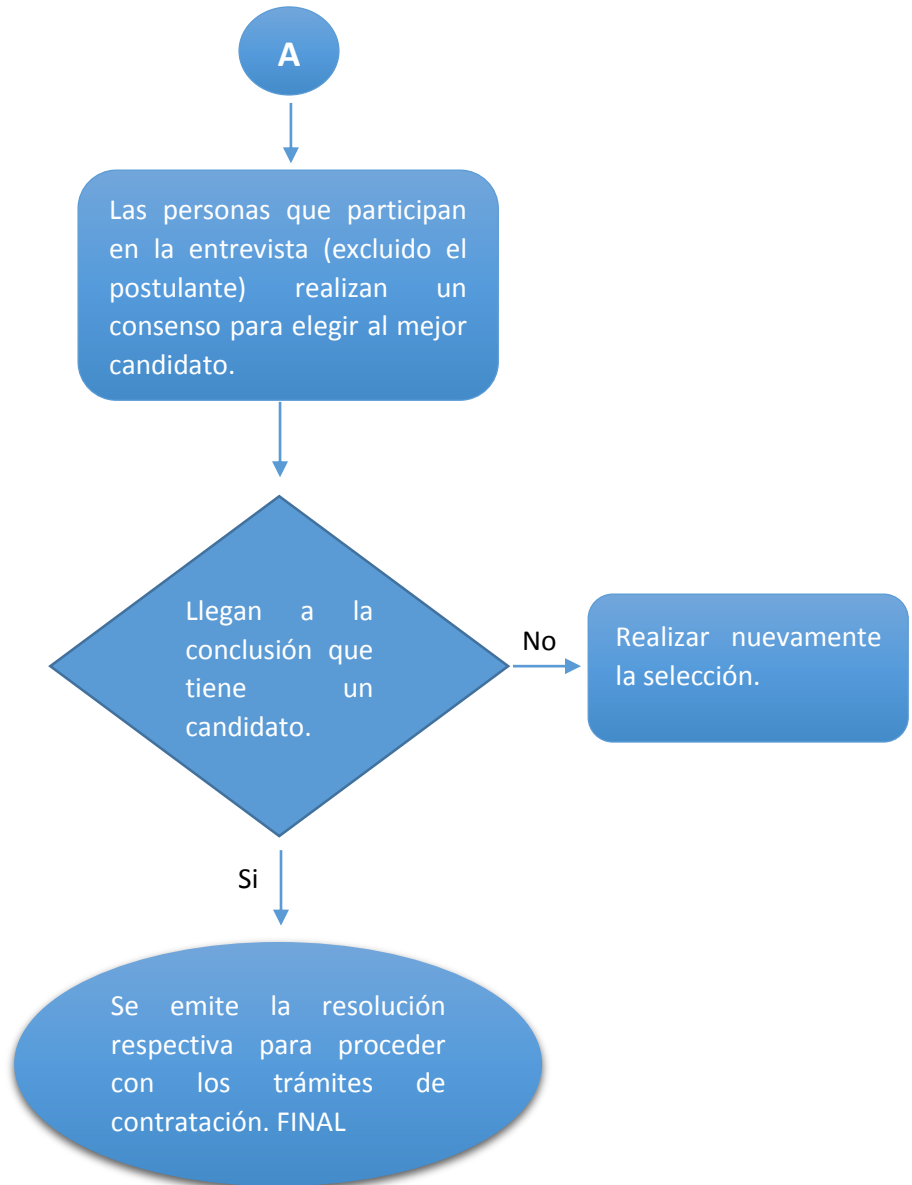 A
Las personas que participan
en la entrevista (excluido el
postulante) realizan un
consenso para elegir al mejor
candidato.
Llegan a la
conclusión que
tiene un
candidato.
No
Realizar nuevamente
la selección.
Si
Se emite la resolución
respectiva para proceder
con los trámites de
contratación. FINAL